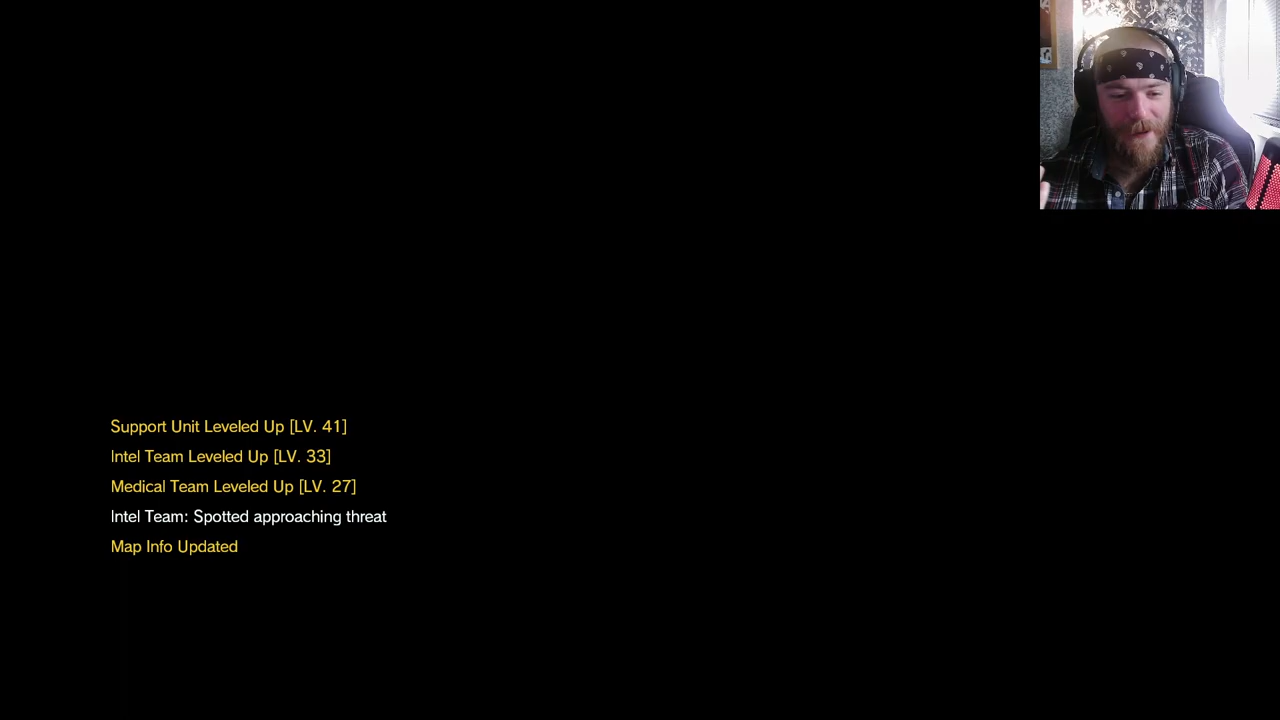 Support Unit Leveled Up [LV. 41]
Intel Team Leveled Up [LV. 33]
Medical Team Leveled Up [LV. 27]
Intel Team: Spotted approaching threat
Map Info Updated